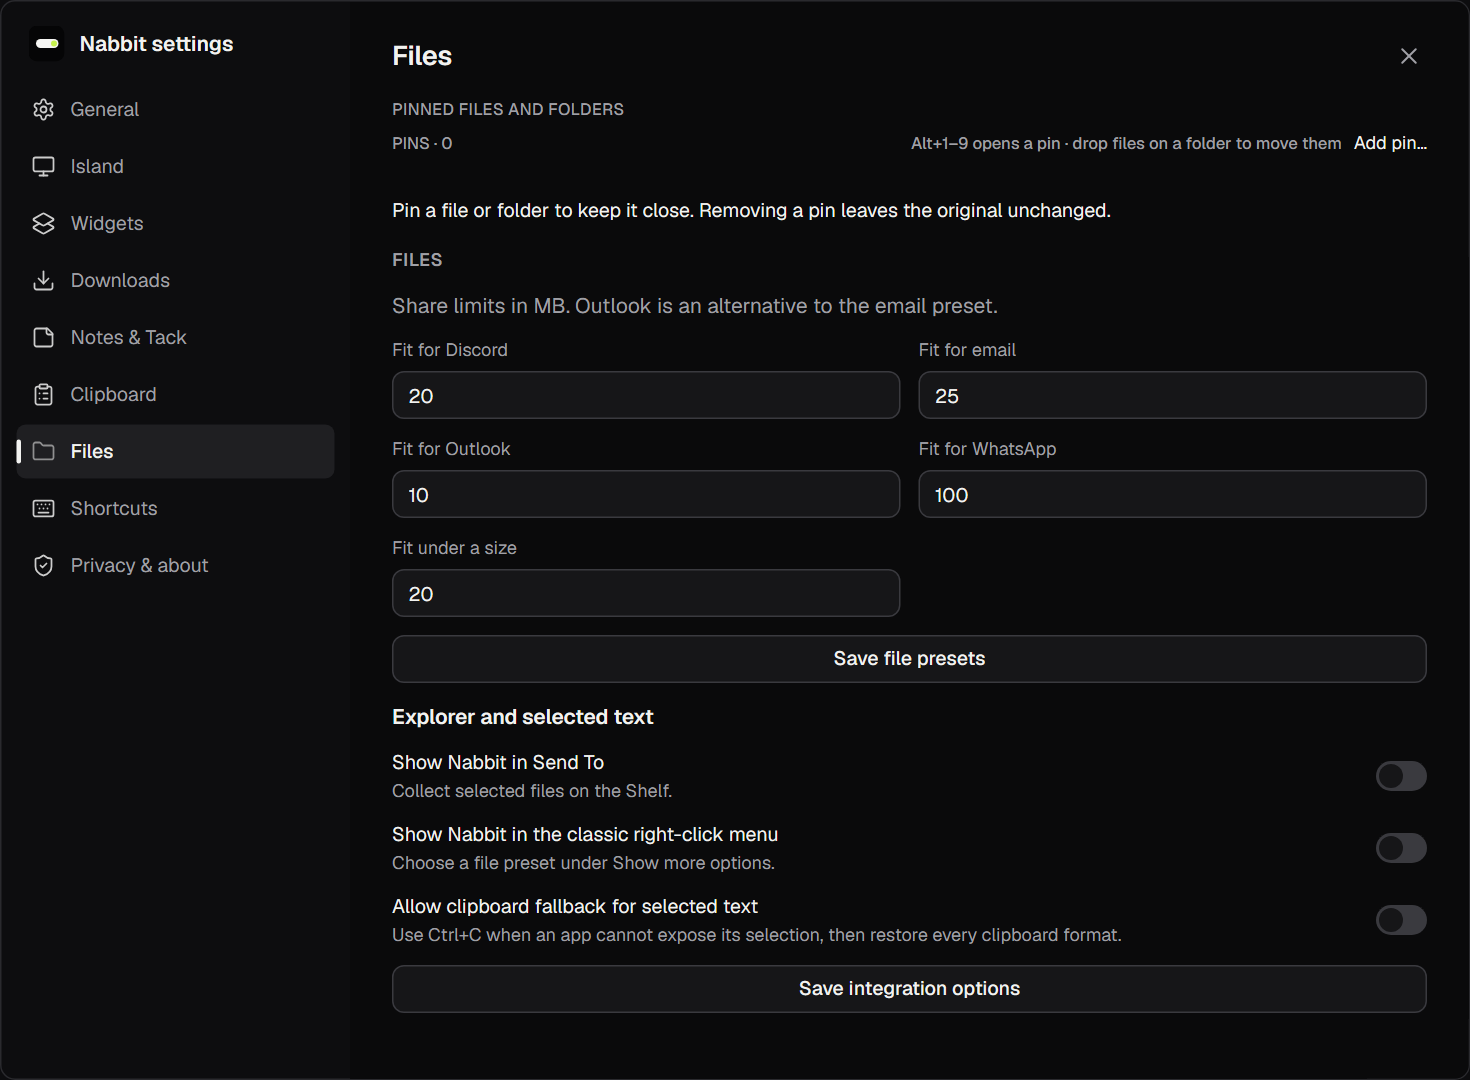 Nabbit settings
General
Island
Widgets
Downloads
Notes & Tack
Clipboard
Files
Shortcuts
Privacy & about
Files
PINNED FILES AND FOLDERS
PINS · 0
Alt+1–9 opens a pin · drop files on a folder to move them
Add pin...
Pin a file or folder to keep it close. Removing a pin leaves the original unchanged.
FILES
Share limits in MB. Outlook is an alternative to the email preset.
Fit for Discord
20
Fit for email
25
Fit for Outlook
10
Fit for WhatsApp
100
Fit under a size
20
Save file presets
Explorer and selected text
Show Nabbit in Send To
Collect selected files on the Shelf.
Show Nabbit in the classic right-click menu
Choose a file preset under Show more options.
Allow clipboard fallback for selected text
Use Ctrl+C when an app cannot expose its selection, then restore every clipboard format.
Save integration options